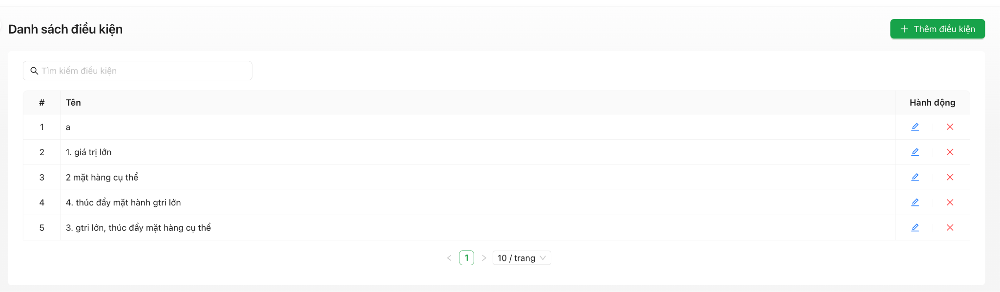 Danh sách điều kiện
Thêm điều kiện
Tìm kiếm điều kiện
# Tên Hành động
1 a
2 1. giá trị lớn
3 2 mặt hàng cụ thể
4 4. thúc đẩy mặt hành gtri lớn
5 3. gtri lớn, thúc đẩy mặt hàng cụ thể
1 10 / trang